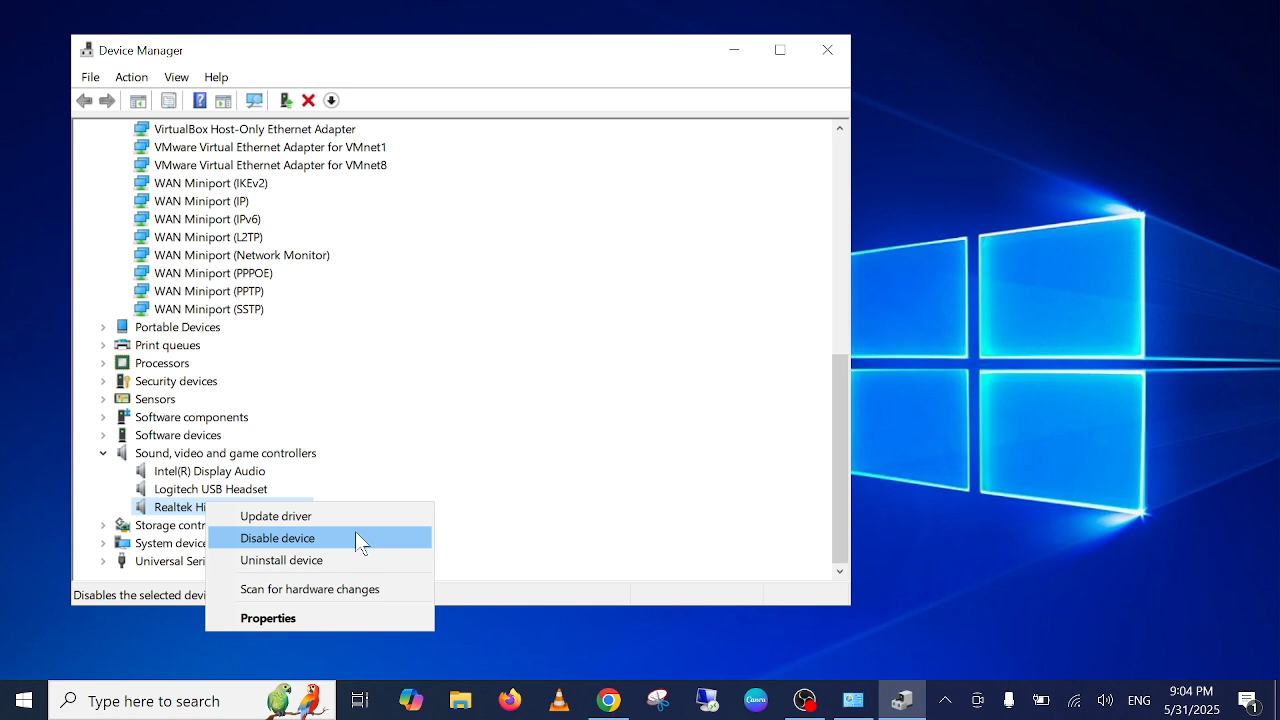 Device Manager
File Action View Help
VirtualBox Host-Only Ethernet Adapter
VMware Virtual Ethernet Adapter for VMnet1
VMware Virtual Ethernet Adapter for VMnet8
WAN Miniport (IKEv2)
WAN Miniport (IP)
WAN Miniport (IPv6)
WAN Miniport (L2TP)
WAN Miniport (Network Monitor)
WAN Miniport (PPPOE)
WAN Miniport (PPTP)
WAN Miniport (SSTP)
Portable Devices
Print queues
Processors
Security devices
Sensors
Software components
Software devices
Sound, video and game controllers
Intel(R) Display Audio
Logitech USB Headset
Realtek Hi
Storage contr
System device
Universal Seri
Update driver
Disable device
Uninstall device
Scan for hardware changes
Properties
Disables the selected devi
Type here to search
Canva
ENG
9:04 PM
5/31/2025
1